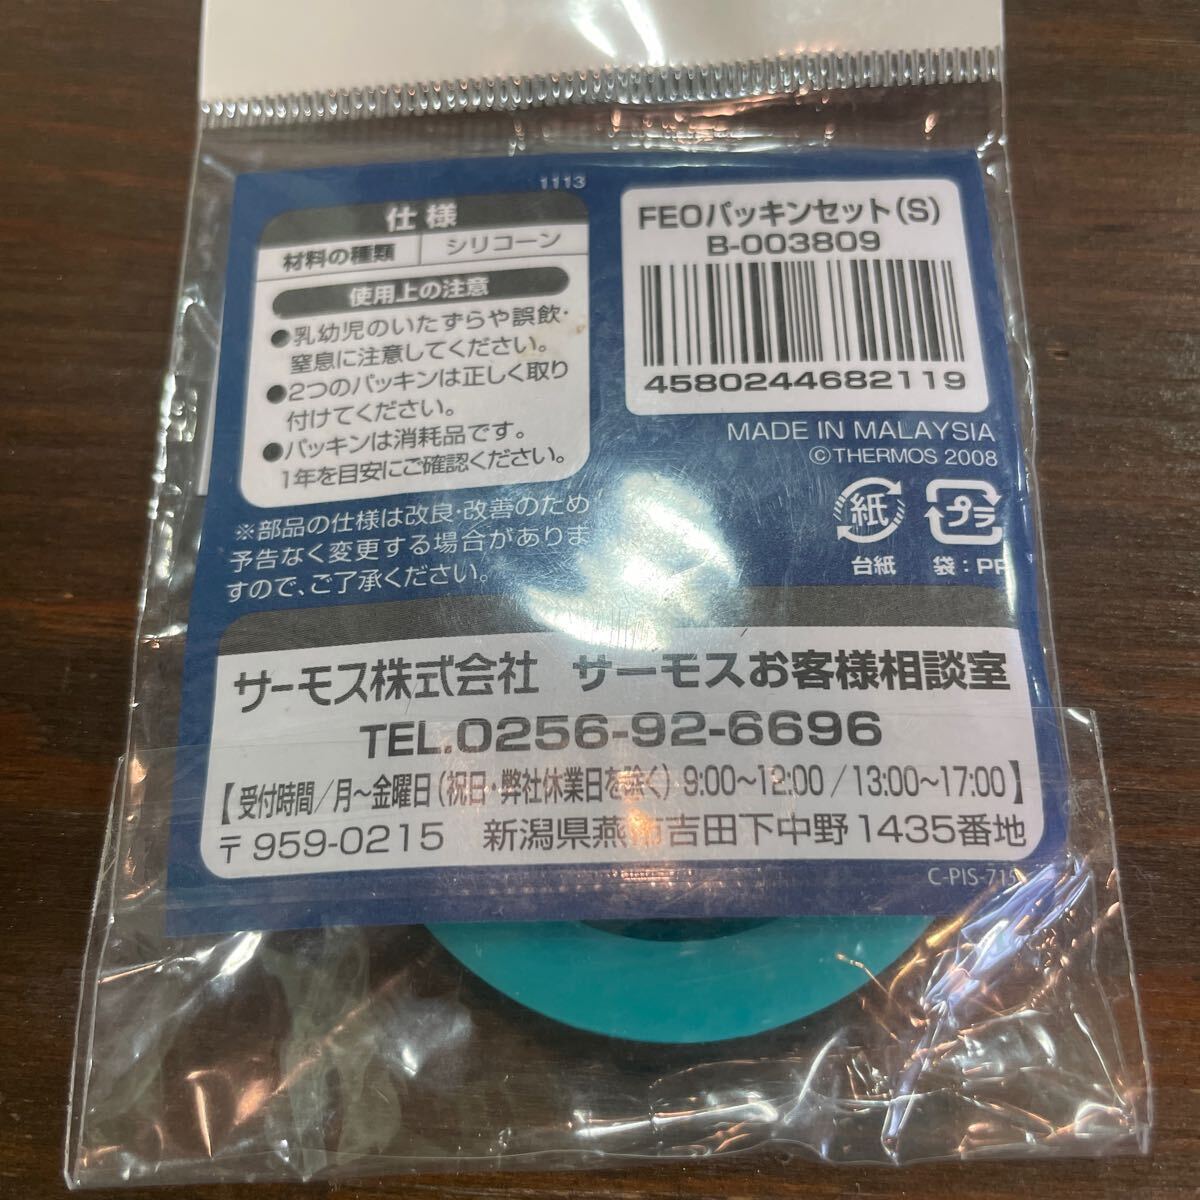 1113
仕様
材料の種類 シリコーン
使用上の注意
●乳幼児のいたずらや誤飲・
窒息に注意してください。
●2つのパッキンは正しく取り
付けてください。
●パッキンは消耗品です。
1年を目安にご確認ください。
※部品の仕様は改良・改善のため
予告なく変更する場合がありま
すので、ご了承ください。
FEOパッキンセット(S)
B-003809
4580244682119
MADE IN MALAYSIA
©THERMOS 2008
紙 プラ
台紙 袋:PP
サーモス株式会社 サーモスお客様相談室
TEL.0256-92-6696
【受付時間/月~金曜日(祝日・弊社休業日を除く) 9:00~12:00/13:00~17:00】
〒959-0215 新潟県燕市吉田下中野1435番地